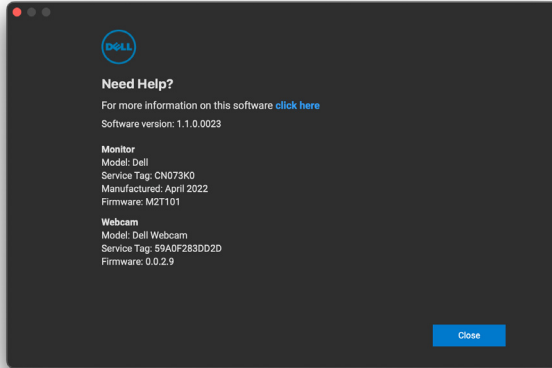 DELL
Need Help?
For more information on this software click here
Software version: 1.1.0.0023
Monitor
Model: Dell
Service Tag: CN073K0
Manufactured: April 2022
Firmware: M2T101
Webcam
Model: Dell Webcam
Service Tag: 59A0F283DD2D
Firmware: 0.0.2.9
Close